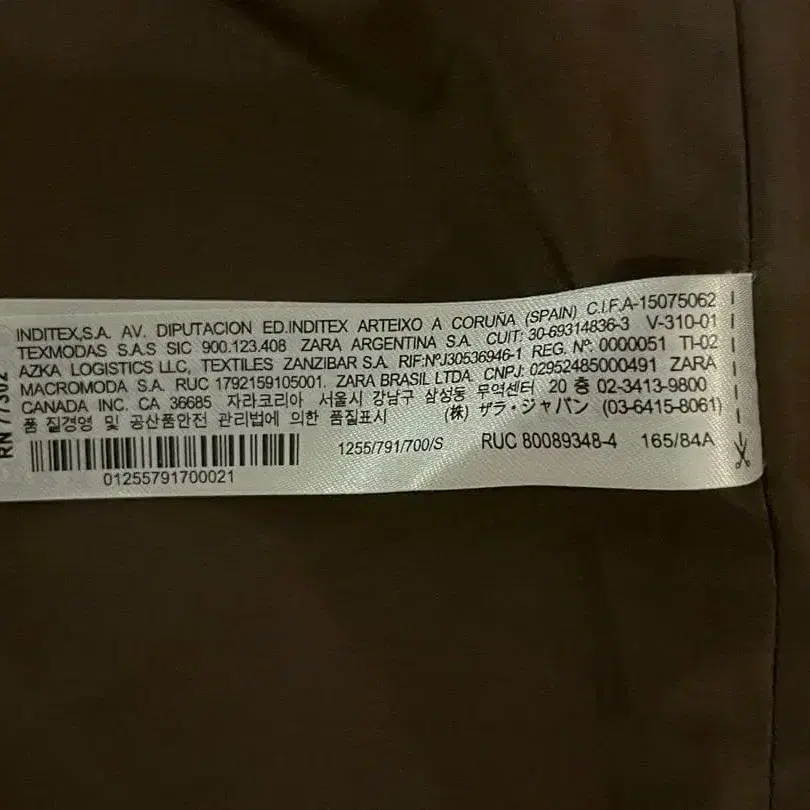 INDITEX,S.A. AV. DIPUTACION ED.INDITEX ARTEIXO A CORUÑA (SPAIN) C.I.F.A-15075062
TEXMODAS S.A.S SIC 900.123.408 ZARA ARGENTINA S.A. CUIT: 30-69314836-3 V-310-01
AZKA LOGISTICS LLC, TEXTILES ZANZIBAR S.A. RIF:NºJ30536946-1 REG. Nº: 0000051 TI-02
MACROMODA S.A. RUC 1792159105001. ZARA BRASIL LTDA. CNPJ: 02952485000491 ZARA
CANADA INC. CA 36685 자라코리아 서울시 강남구 삼성동 무역센터 20 층 02-3413-9800
품 질경영 및 공산품안전 관리법에 의한 품질표시 (株) ザラ・ジャパン (03-6415-8061)
1255/791/700/S RUC 80089348-4 165/84A
01255791700021
RN 77302